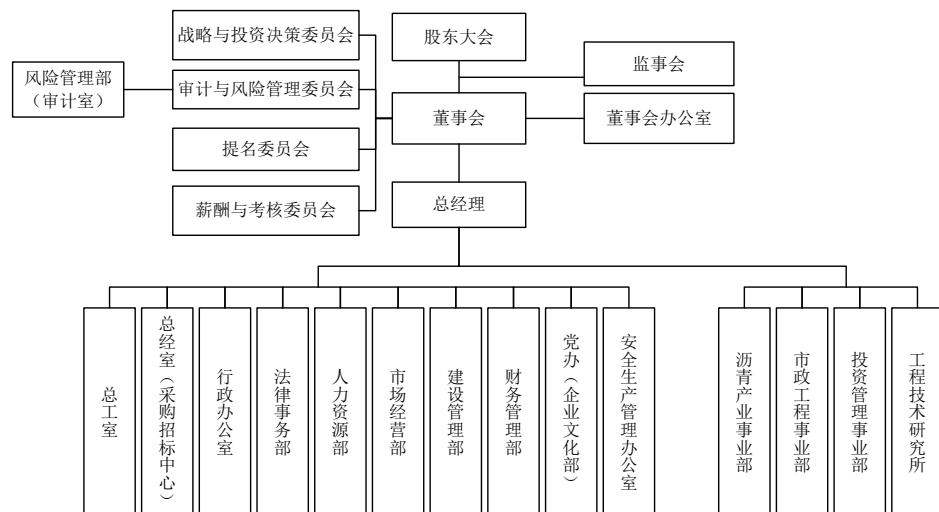 战略与投资决策委员会
股东大会
监事会
风险管理部
（审计室）
审计与风险管理委员会
董事会
董事会办公室
提名委员会
薪酬与考核委员会
总经理
总工室
总经室（采购招标中心）
行政办公室
法律事务部
人力资源部
市场经营部
建设管理部
财务管理部
党办（企业文化部）
安全生产管理办公室
沥青产业事业部
市政工程事业部
投资管理事业部
工程技术研究所